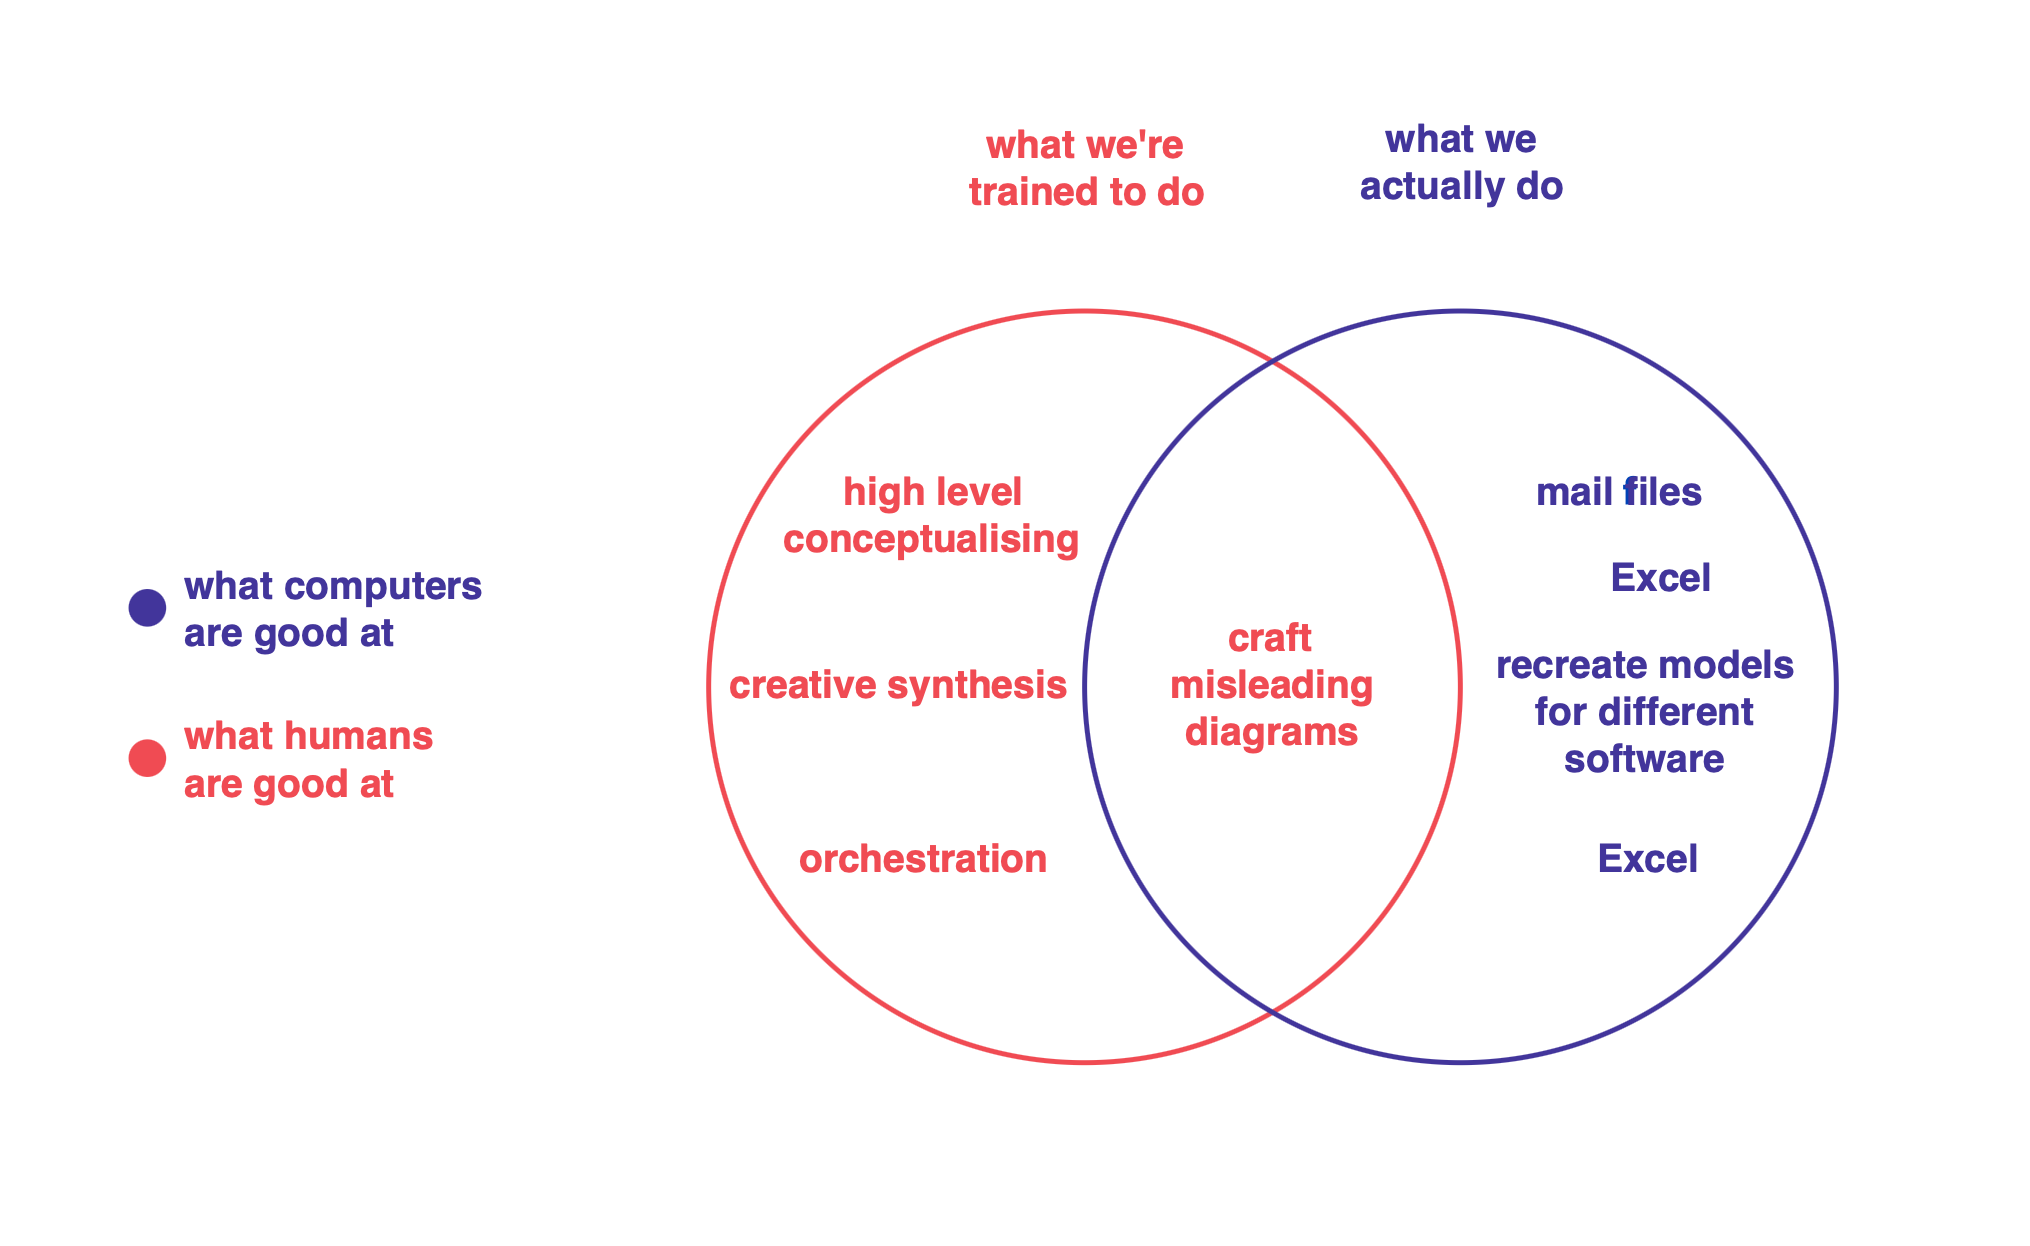 what we're
trained to do
what we
actually do
high level
conceptualising
creative synthesis
orchestration
craft
misleading
diagrams
mail files
Excel
recreate models
for different
software
Excel
what computers
are good at
what humans
are good at